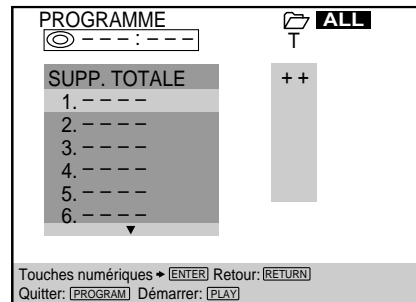 PROGRAMME ALL
– – – : – – – T
SUPP. TOTALE + +
1. – – – –
2. – – – –
3. – – – –
4. – – – –
5. – – – –
6. – – – –
Touches numériques ENTER Retour: RETURN
Quitter: PROGRAM Démarrer: PLAY